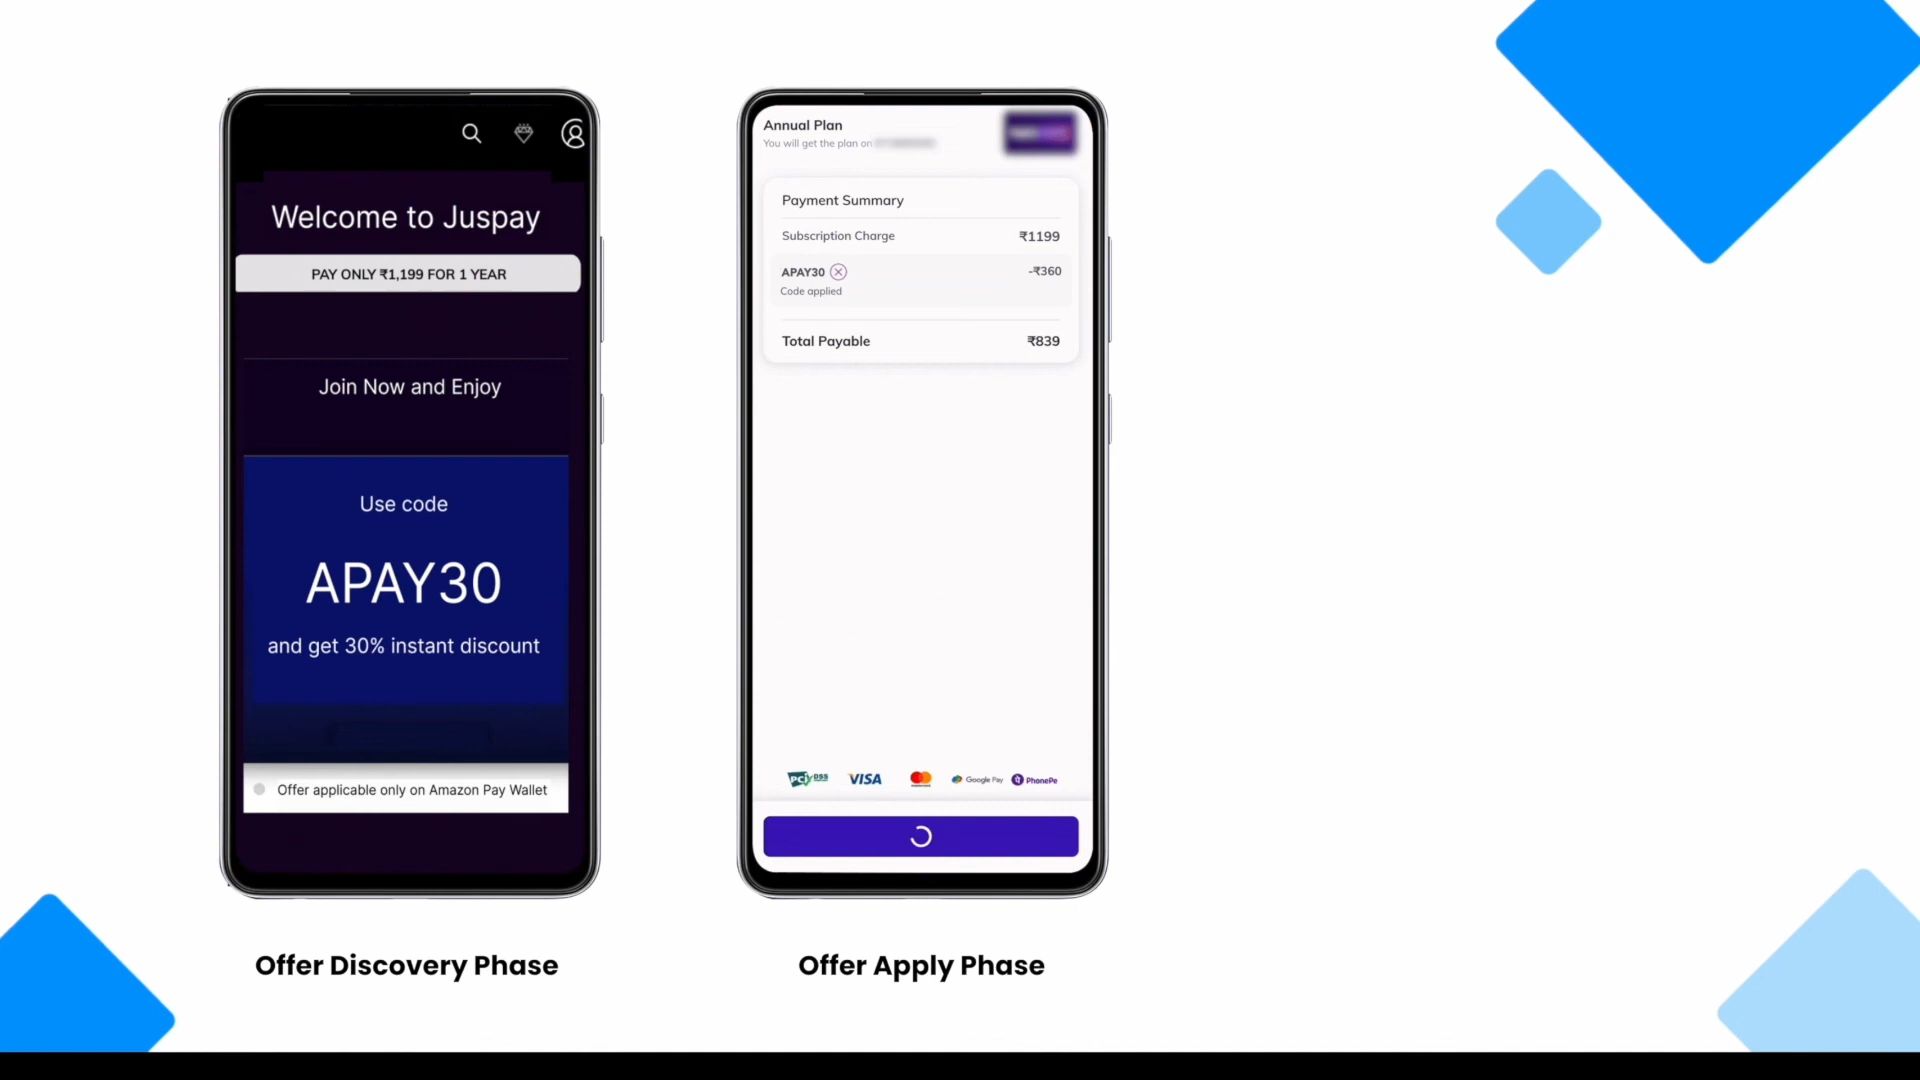 Welcome to Juspay
PAY ONLY ₹1,199 FOR 1 YEAR
Join Now and Enjoy
Use code
APAY30
and get 30% instant discount
Offer applicable only on Amazon Pay Wallet
Offer Discovery Phase
Annual Plan
You will get the plan on
Payment Summary
Subscription Charge ₹1199
APAY30 -₹360
Code applied
Total Payable ₹839
PCI DSS VISA mastercard Google Pay PhonePe
Offer Apply Phase